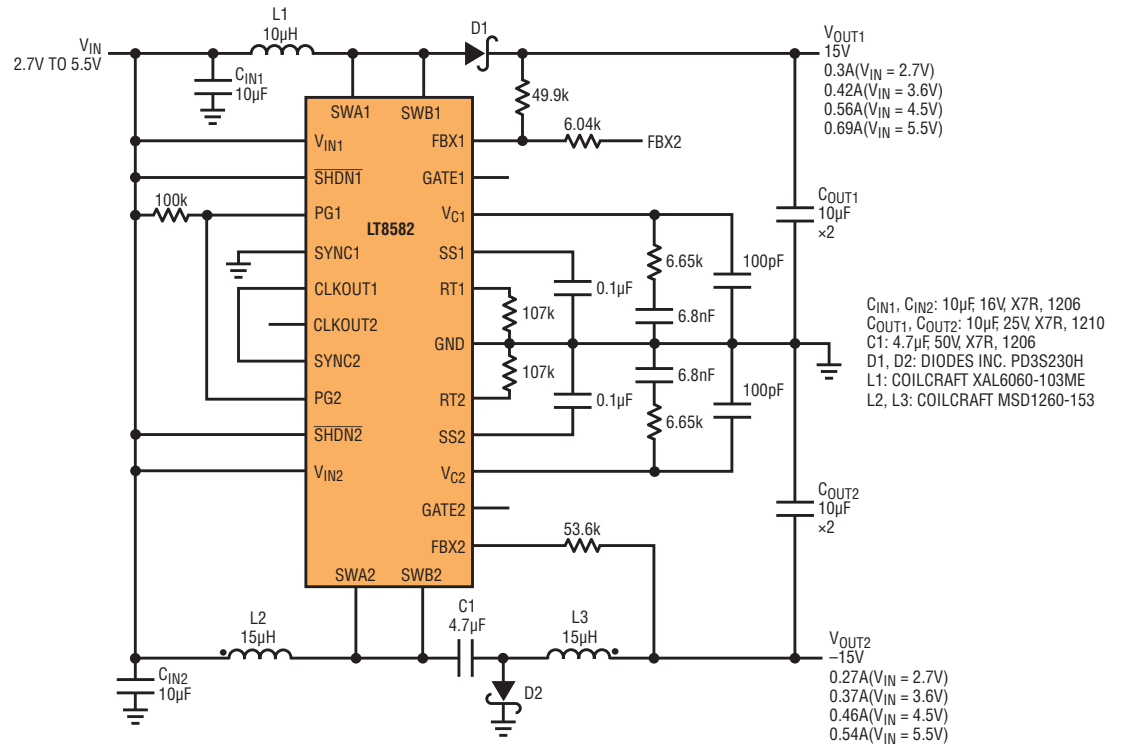 L1
10µH
D1
VIN
2.7V TO 5.5V
CIN1
10µF
VOUT1
15V
0.3A(VIN = 2.7V)
0.42A(VIN = 3.6V)
0.56A(VIN = 4.5V)
0.69A(VIN = 5.5V)
49.9k
6.04k
FBX2
SWA1
SWB1
VIN1
FBX1
SHDN1
GATE1
100k
PG1
VC1
LT8582
SYNC1
SS1
CLKOUT1
RT1
CLKOUT2
GND
SYNC2
PG2
RT2
SHDN2
SS2
VIN2
VC2
GATE2
FBX2
SWA2
SWB2
6.65k
100pF
0.1µF
107k
6.8nF
107k
6.8nF
0.1µF
100pF
6.65k
COUT1
10µF
×2
CIN1, CIN2: 10µF, 16V, X7R, 1206
COUT1, COUT2: 10µF, 25V, X7R, 1210
C1: 4.7µF, 50V, X7R, 1206
D1, D2: DIODES INC. PD3S230H
L1: COILCRAFT XAL6060-103ME
L2, L3: COILCRAFT MSD1260-153
COUT2
10µF
×2
53.6k
L2
15µH
C1
4.7µF
L3
15µH
D2
CIN2
10µF
VOUT2
–15V
0.27A(VIN = 2.7V)
0.37A(VIN = 3.6V)
0.46A(VIN = 4.5V)
0.54A(VIN = 5.5V)